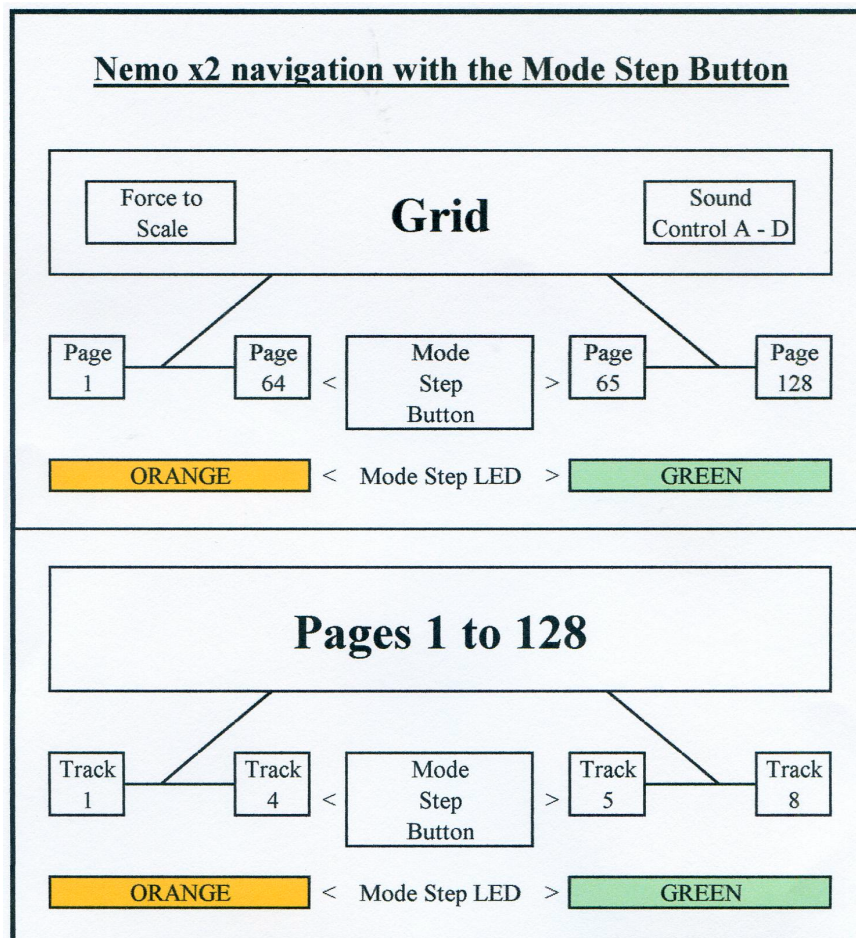 Nemo x2 navigation with the Mode Step Button
Force to
Scale
Grid
Sound
Control A - D
Page
1
Page
64
<
Mode
Step
Button
>
Page
65
Page
128
ORANGE
< Mode Step LED >
GREEN
Pages 1 to 128
Track
1
Track
4
<
Mode
Step
Button
>
Track
5
Track
8
ORANGE
< Mode Step LED >
GREEN